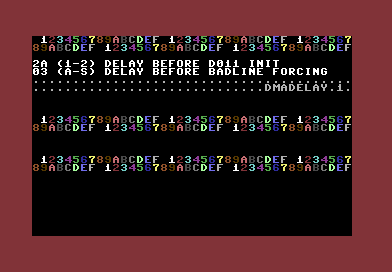 123456789ABCDEF 123456789ABCDEF 1234567
89ABCDEF 123456789ABCDEF 123456789ABCDEF
2A (1-2) DELAY BEFORE D011 INIT
03 (A-S) DELAY BEFORE BADLINE FORCING
........................................
.............................DMADELAY.1.
123456789ABCDEF 123456789ABCDEF 1234567
89ABCDEF 123456789ABCDEF 123456789ABCDEF
123456789ABCDEF 123456789ABCDEF 1234567
89ABCDEF 123456789ABCDEF 123456789ABCDEF